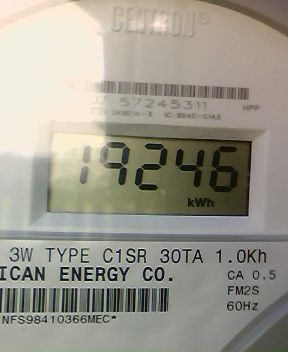 CENTRON®
57245311 HPP
19246
kWh
3W TYPE C1SR 30TA 1.0Kh
ICAN ENERGY CO. CA 0.5
FM2S
60Hz
NFS98410366MEC*